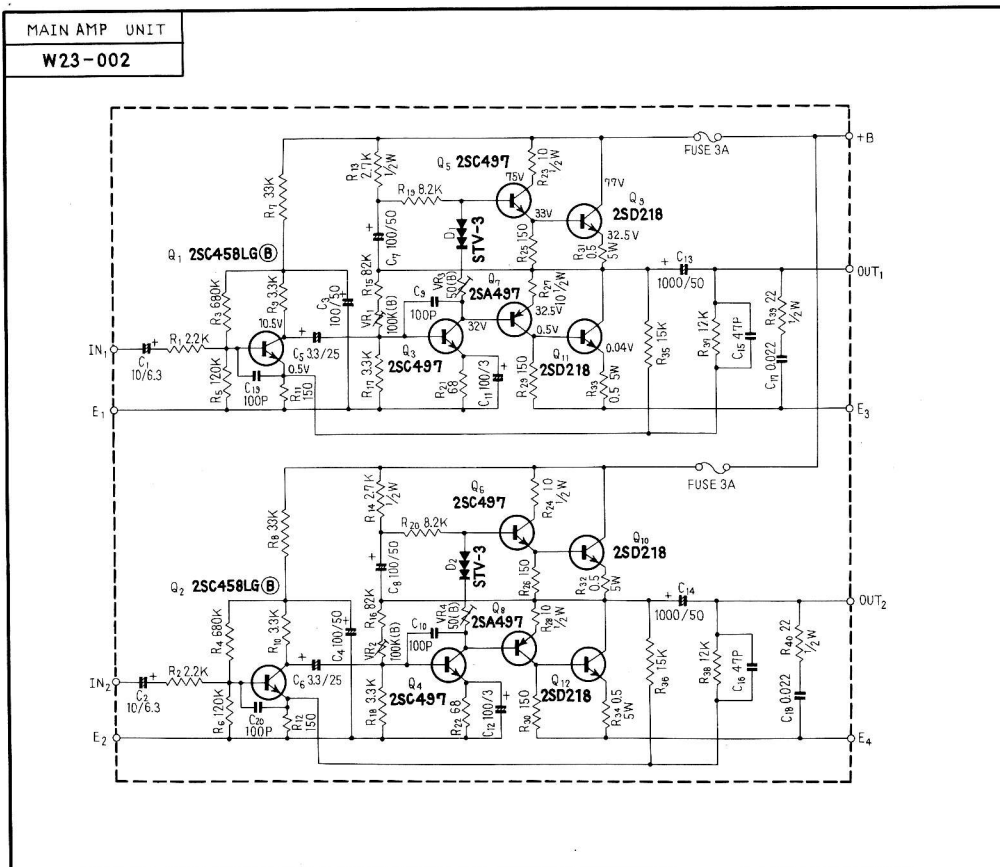 MAIN AMP UNIT
W23-002
+B
FUSE 3A
R13 2.7K 1/2W
Q5 2SC497
R23 10 1/2W
75V
77V
R7 33K
R19 8.2K
Q9 2SD218
33V
32.5V
C7 100/50
D1 STV-3
R25 150
R31 0.5 5W
Q1 2SC458LG(B)
C13
1000/50
OUT1
R3 680K
R9 3.3K
C3 100/50
R15 82K
VR3 50(B)
Q7 2SA497
R27 10 1/2W
C9
100P
VR1 100K(B)
10.5V
32V
32.5V
0.5V
0.04V
R35 15K
R37 12K
C15 47P
R39 22 1/2W
IN1
C1
10/6.3
R1 2.2K
C5 3.3/25
Q3 2SC497
Q11 2SD218
R5 120K
C19
100P
0.5V
R11 150
R17 3.3K
R21 68
C11 100/3
R29 150
R33 0.5 5W
C17 0.022
E1
E3
FUSE 3A
R14 2.7K 1/2W
Q6 2SC497
R24 10 1/2W
R8 33K
R20 8.2K
Q10 2SD218
C8 100/50
D2 STV-3
R26 150
R32 0.5 5W
Q2 2SC458LG(B)
C14
1000/50
OUT2
R4 680K
R10 3.3K
C4 100/50
R16 82K
VR4 50(B)
Q8 2SA497
R28 10 1/2W
C10
100P
VR2 100K(B)
R36 15K
R38 12K
C16 47P
R40 22 1/2W
IN2
C2
10/6.3
R2 2.2K
C6 3.3/25
Q4 2SC497
Q12 2SD218
R6 120K
C20
100P
R12 150
R18 3.3K
R22 68
C12 100/3
R30 150
R34 0.5 5W
C18 0.022
E2
E4